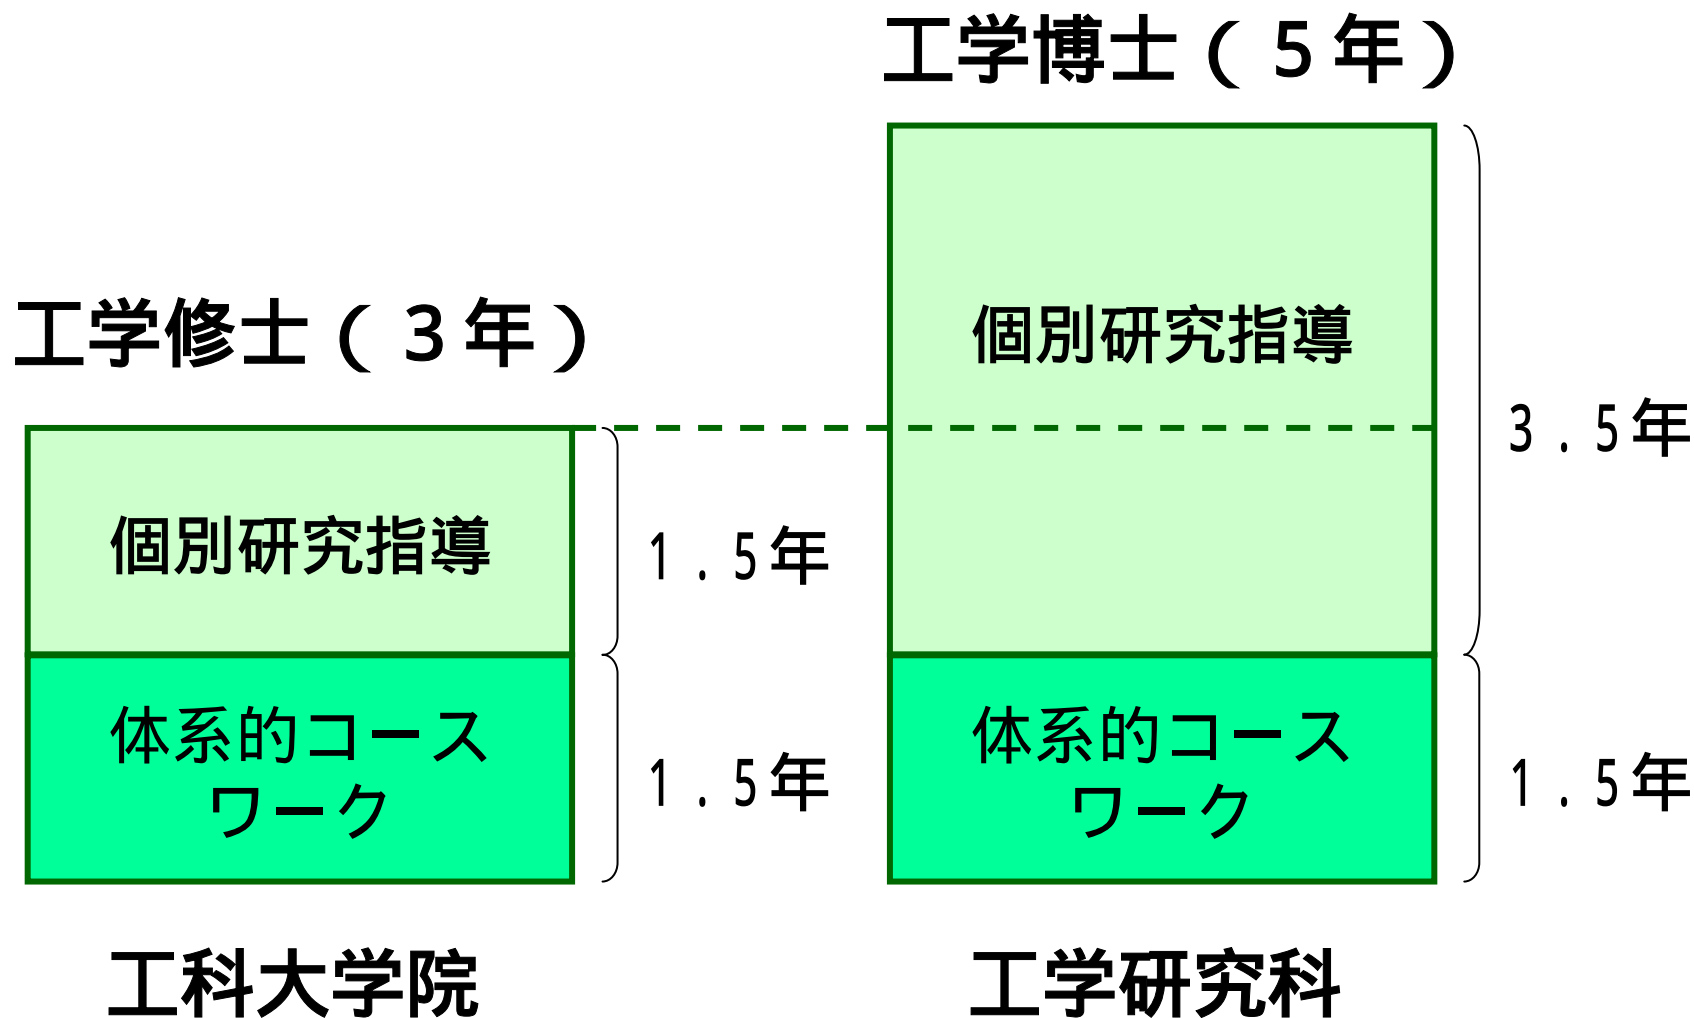 工学博士（５年）
工学修士（３年）
個別研究指導
３．５年
個別研究指導
１．５年
体系的コース
ワーク
１．５年
体系的コース
ワーク
１．５年
工科大学院
工学研究科